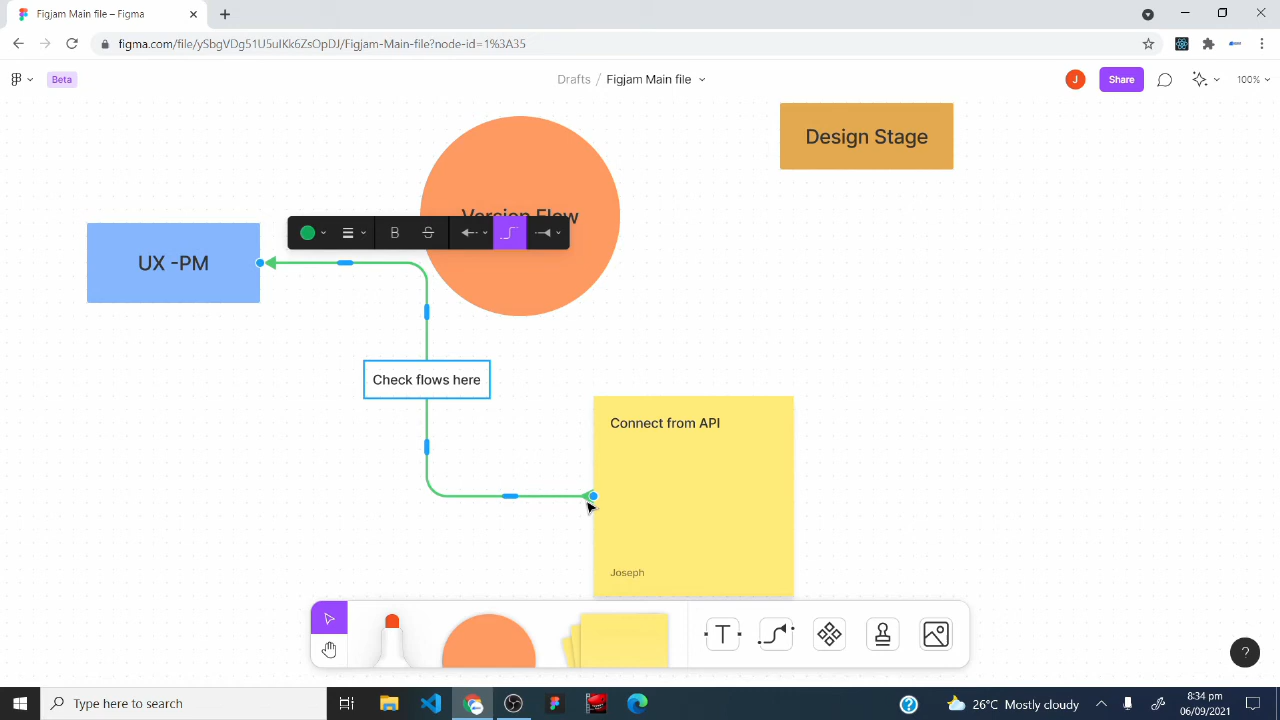 Figjam Main file – Figma
figma.com/file/ySbgVDg51U5uIKk6ZsOpDJ/Figjam-Main-file?node-id=1%3A35
Beta
Drafts / Figjam Main file
J
Share
100%
Design Stage
Version Flow
B
S
UX -PM
Check flows here
Connect from API
Joseph
T
?
Type here to search
?
26°C Mostly cloudy
8:34 pm
06/09/2021